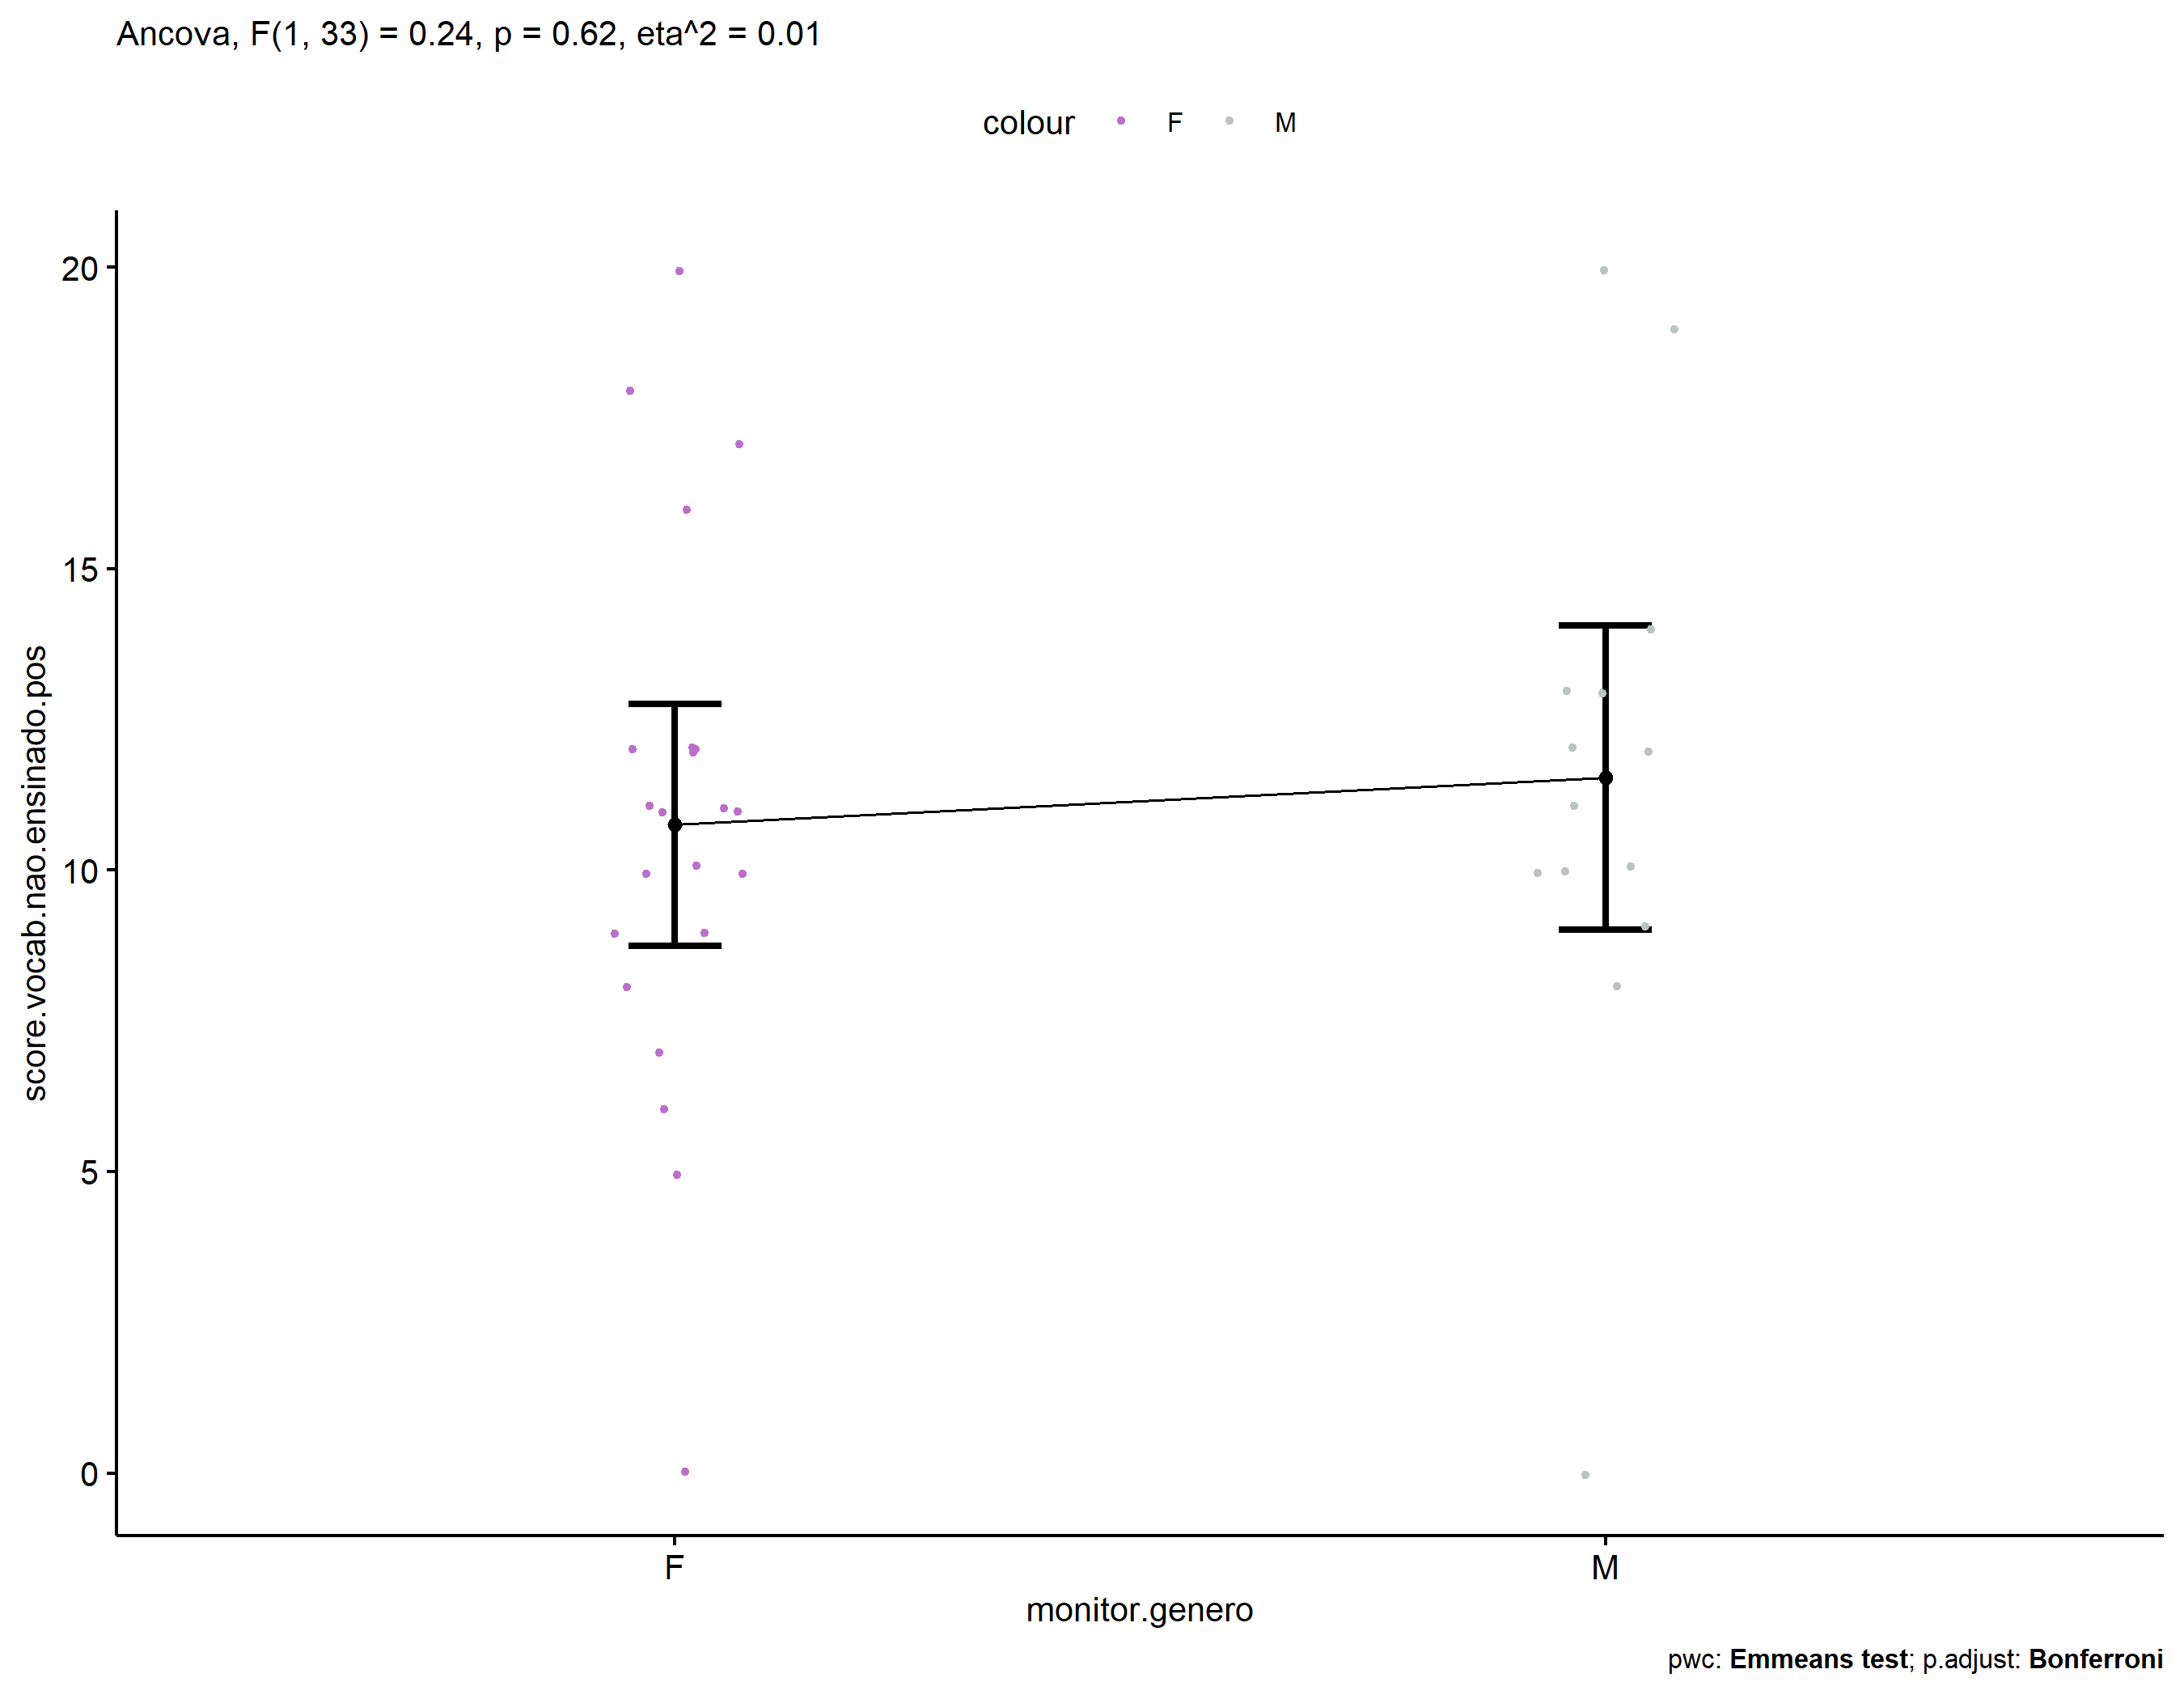 Ancova, F(1, 33) = 0.24, p = 0.62, eta^2 = 0.01
colour F M
score.vocab.nao.ensinado.pos
20
15
10
5
0
F M
monitor.genero
pwc: Emmeans test; p.adjust: Bonferroni